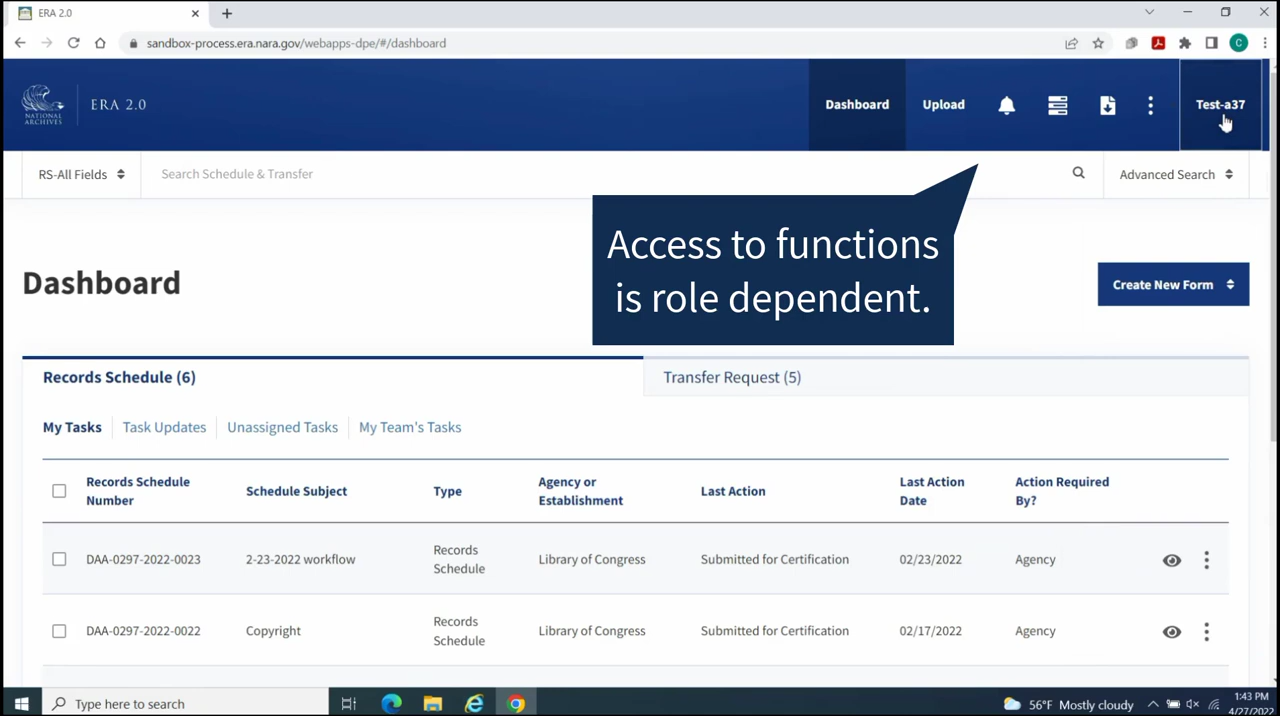 ERA 2.0
sandbox-process.era.nara.gov/webapps-dpe/#/dashboard
C
NATIONAL
ARCHIVES
ERA 2.0
Dashboard
Upload
Test-a37
RS-All Fields
Search Schedule & Transfer
Advanced Search
Access to functions
is role dependent.
Dashboard
Create New Form
Records Schedule (6)
Transfer Request (5)
My Tasks
Task Updates
Unassigned Tasks
My Team's Tasks
Records Schedule
Number
Schedule Subject
Type
Agency or
Establishment
Last Action
Last Action
Date
Action Required
By?
DAA-0297-2022-0023
2-23-2022 workflow
Records
Schedule
Library of Congress
Submitted for Certification
02/23/2022
Agency
DAA-0297-2022-0022
Copyright
Records
Schedule
Library of Congress
Submitted for Certification
02/17/2022
Agency
Type here to search
56°F Mostly cloudy
1:43 PM
4/27/2022